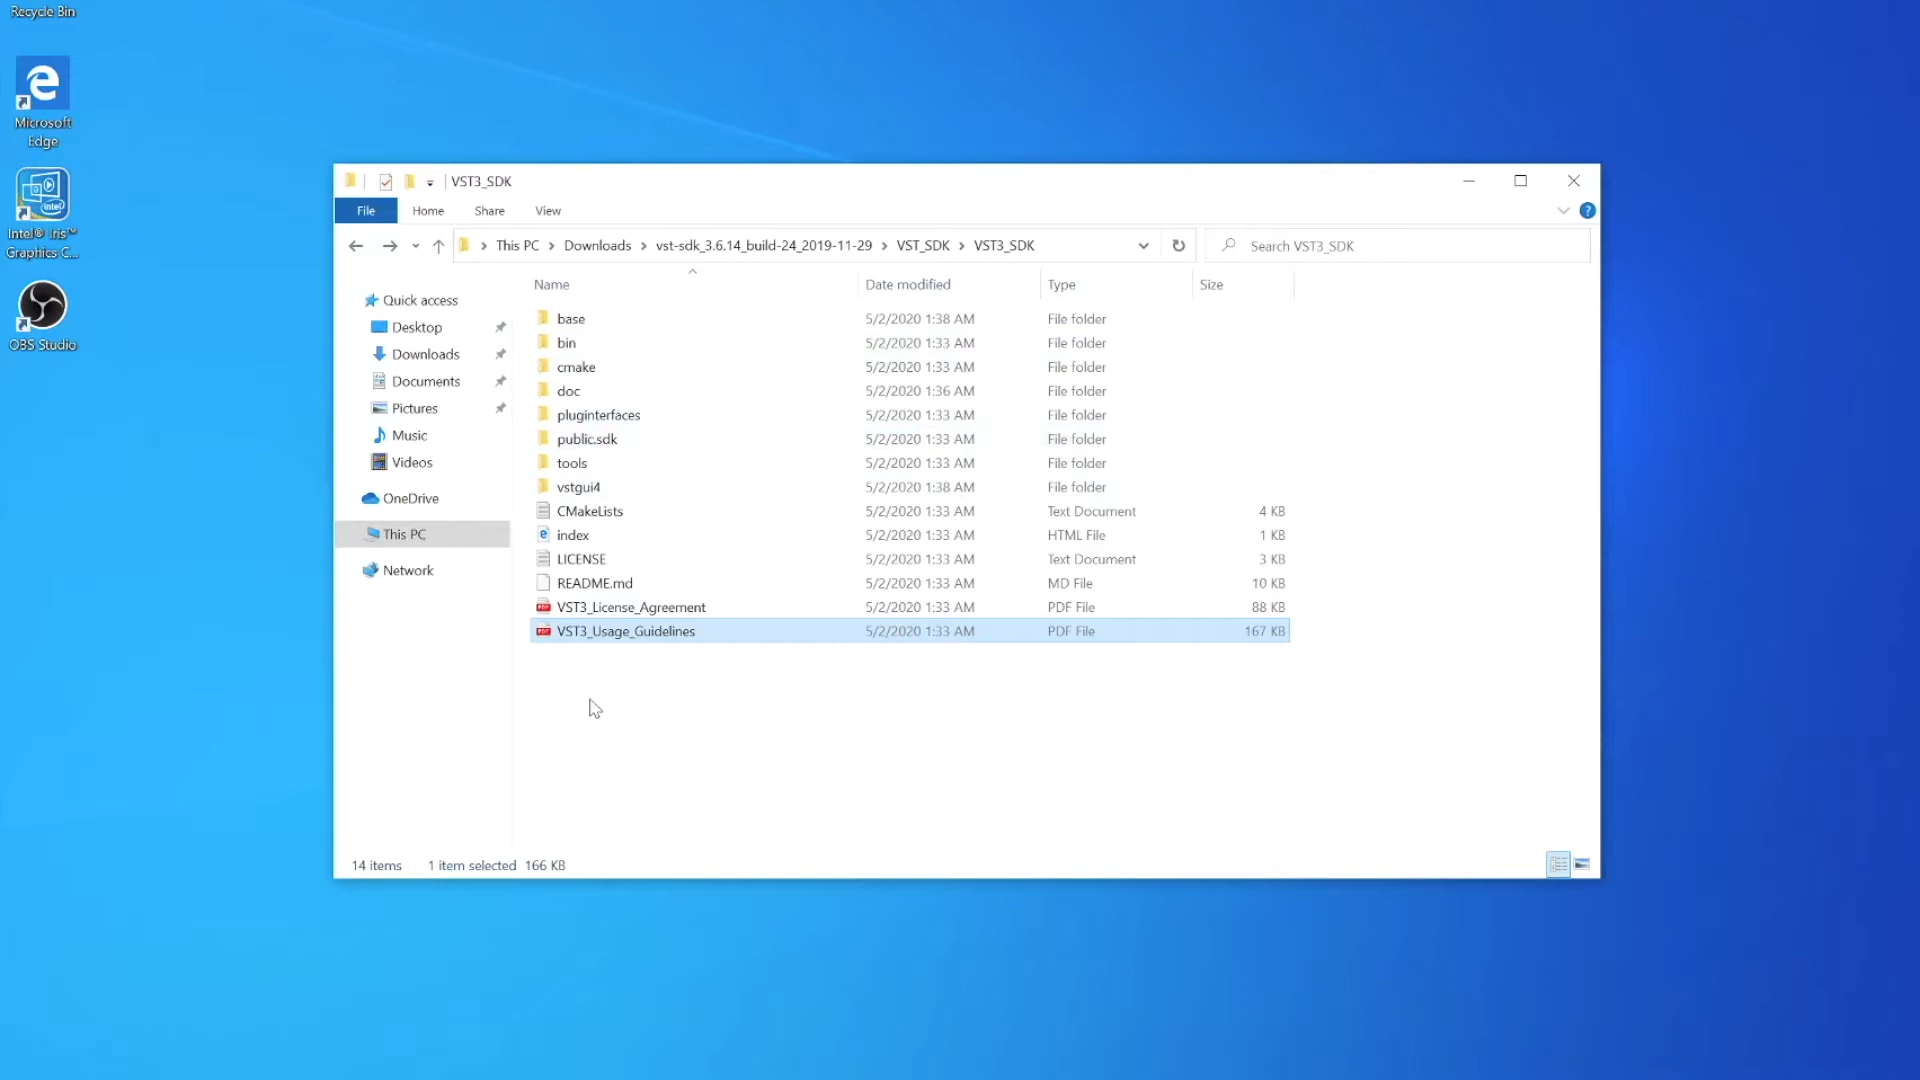 Recycle Bin
Microsoft
Edge
Intel® Iris™
Graphics C...
OBS Studio
VST3_SDK
File Home Share View
This PC Downloads vst-sdk_3.6.14_build-24_2019-11-29 VST_SDK VST3_SDK
Search VST3_SDK
Name Date modified Type Size
Quick access
Desktop
Downloads
Documents
Pictures
Music
Videos
OneDrive
This PC
Network
base 5/2/2020 1:38 AM File folder
bin 5/2/2020 1:33 AM File folder
cmake 5/2/2020 1:33 AM File folder
doc 5/2/2020 1:36 AM File folder
pluginterfaces 5/2/2020 1:33 AM File folder
public.sdk 5/2/2020 1:33 AM File folder
tools 5/2/2020 1:33 AM File folder
vstgui4 5/2/2020 1:38 AM File folder
CMakeLists 5/2/2020 1:33 AM Text Document 4 KB
index 5/2/2020 1:33 AM HTML File 1 KB
LICENSE 5/2/2020 1:33 AM Text Document 3 KB
README.md 5/2/2020 1:33 AM MD File 10 KB
VST3_License_Agreement 5/2/2020 1:33 AM PDF File 88 KB
VST3_Usage_Guidelines 5/2/2020 1:33 AM PDF File 167 KB
14 items 1 item selected 166 KB